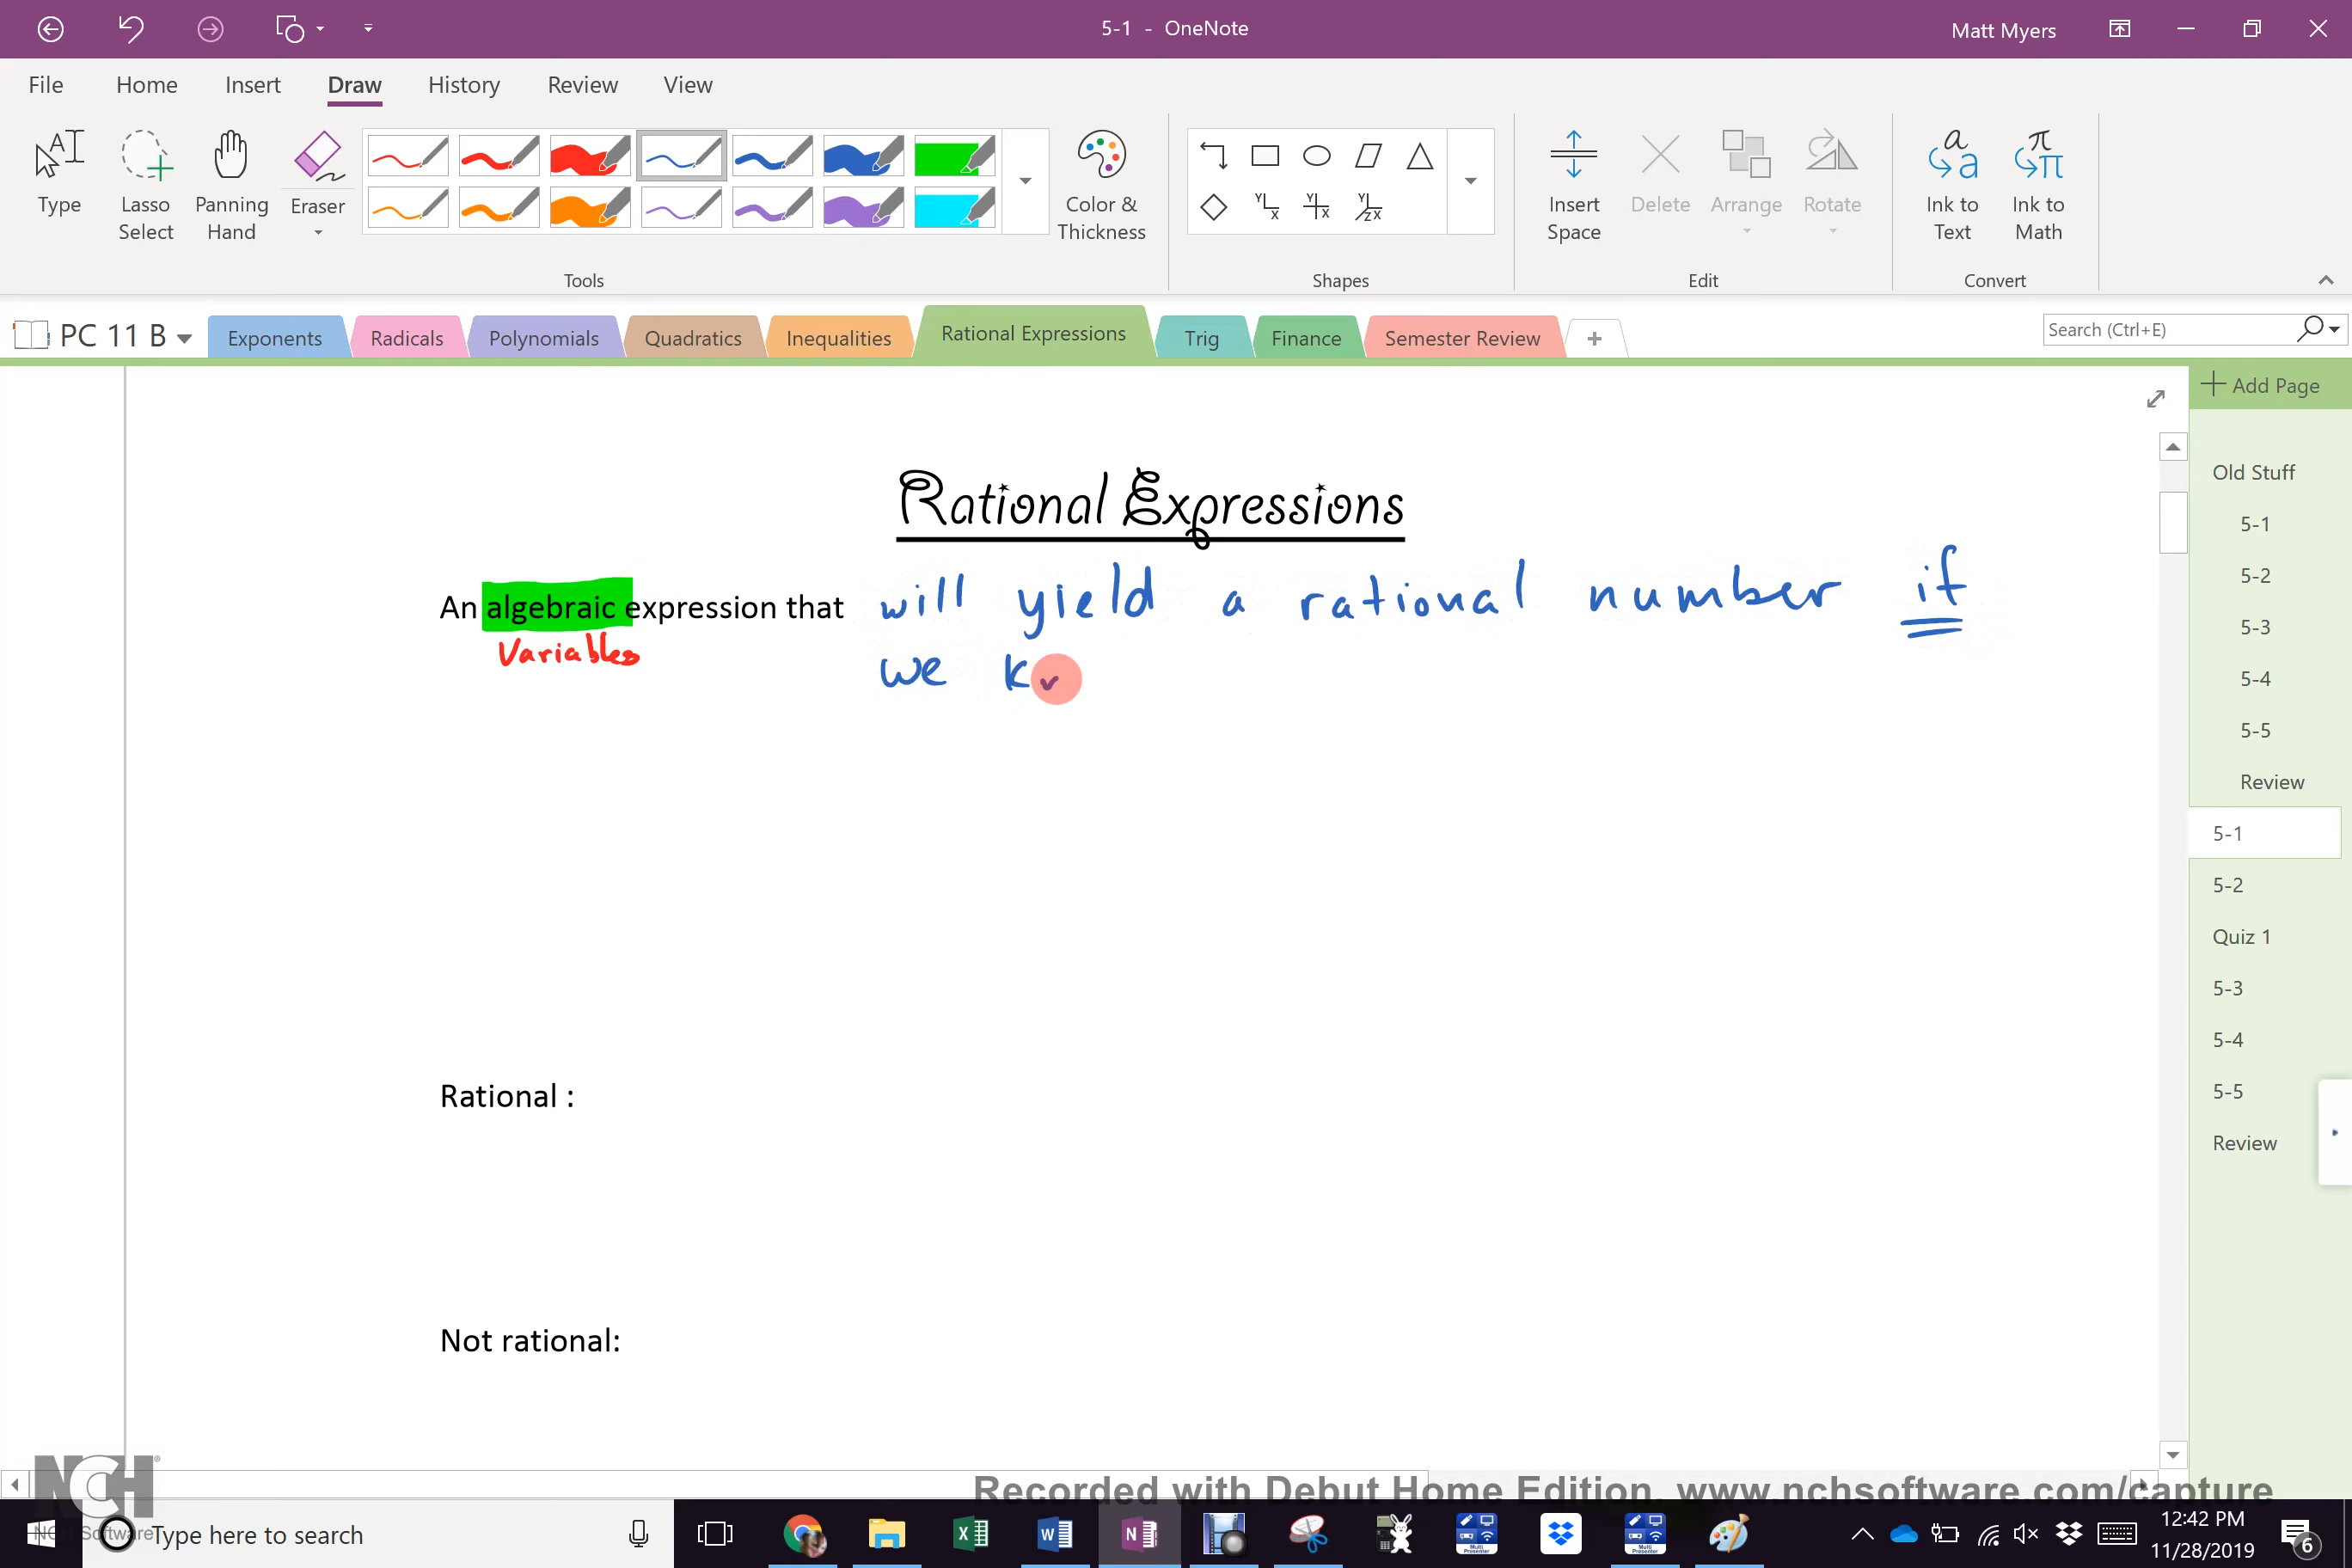 5-1 - OneNote
Matt Myers
File Home Insert Draw History Review View
Type
Lasso Select
Panning Hand
Eraser
Color & Thickness
Insert Space
Delete
Arrange
Rotate
Ink to Text
Ink to Math
Tools
Shapes
Edit
Convert
PC 11 B
Exponents Radicals Polynomials Quadratics Inequalities Rational Expressions Trig Finance Semester Review
Search (Ctrl+E)
Add Page
Old Stuff
5-1
5-2
5-3
5-4
5-5
Review
5-1
5-2
Quiz 1
5-3
5-4
5-5
Review
Rational Expressions
An algebraic expression that will yield a rational number if
Variables
we k
Rational :
Not rational:
NCH
NCH Software
Recorded with Debut Home Edition www.nchsoftware.com/capture
Type here to search
12:42 PM
11/28/2019
6